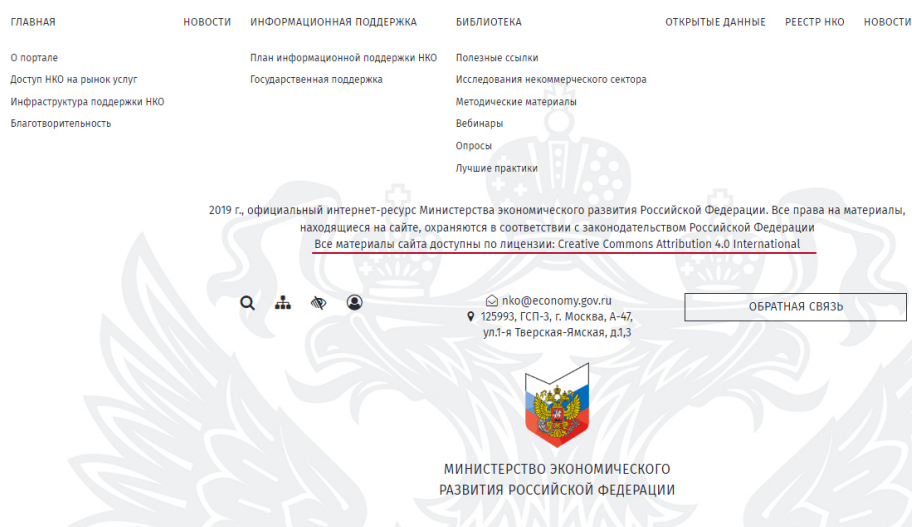 ГЛАВНАЯ
НОВОСТИ
ИНФОРМАЦИОННАЯ ПОДДЕРЖКА
БИБЛИОТЕКА
ОТКРЫТЫЕ ДАННЫЕ
РЕЕСТР НКО
НОВОСТИ
О портале
Доступ НКО на рынок услуг
Инфраструктура поддержки НКО
Благотворительность
План информационной поддержки НКО
Государственная поддержка
Полезные ссылки
Исследования некоммерческого сектора
Методические материалы
Вебинары
Опросы
Лучшие практики
2019 г., официальный интернет-ресурс Министерства экономического развития Российской Федерации. Все права на материалы,
находящиеся на сайте, охраняются в соответствии с законодательством Российской Федерации
Все материалы сайта доступны по лицензии: Creative Commons Attribution 4.0 International
nko@economy.gov.ru
125993, ГСП-3, г. Москва, А-47,
ул.1-я Тверская-Ямская, д.1,3
ОБРАТНАЯ СВЯЗЬ
МИНИСТЕРСТВО ЭКОНОМИЧЕСКОГО
РАЗВИТИЯ РОССИЙСКОЙ ФЕДЕРАЦИИ